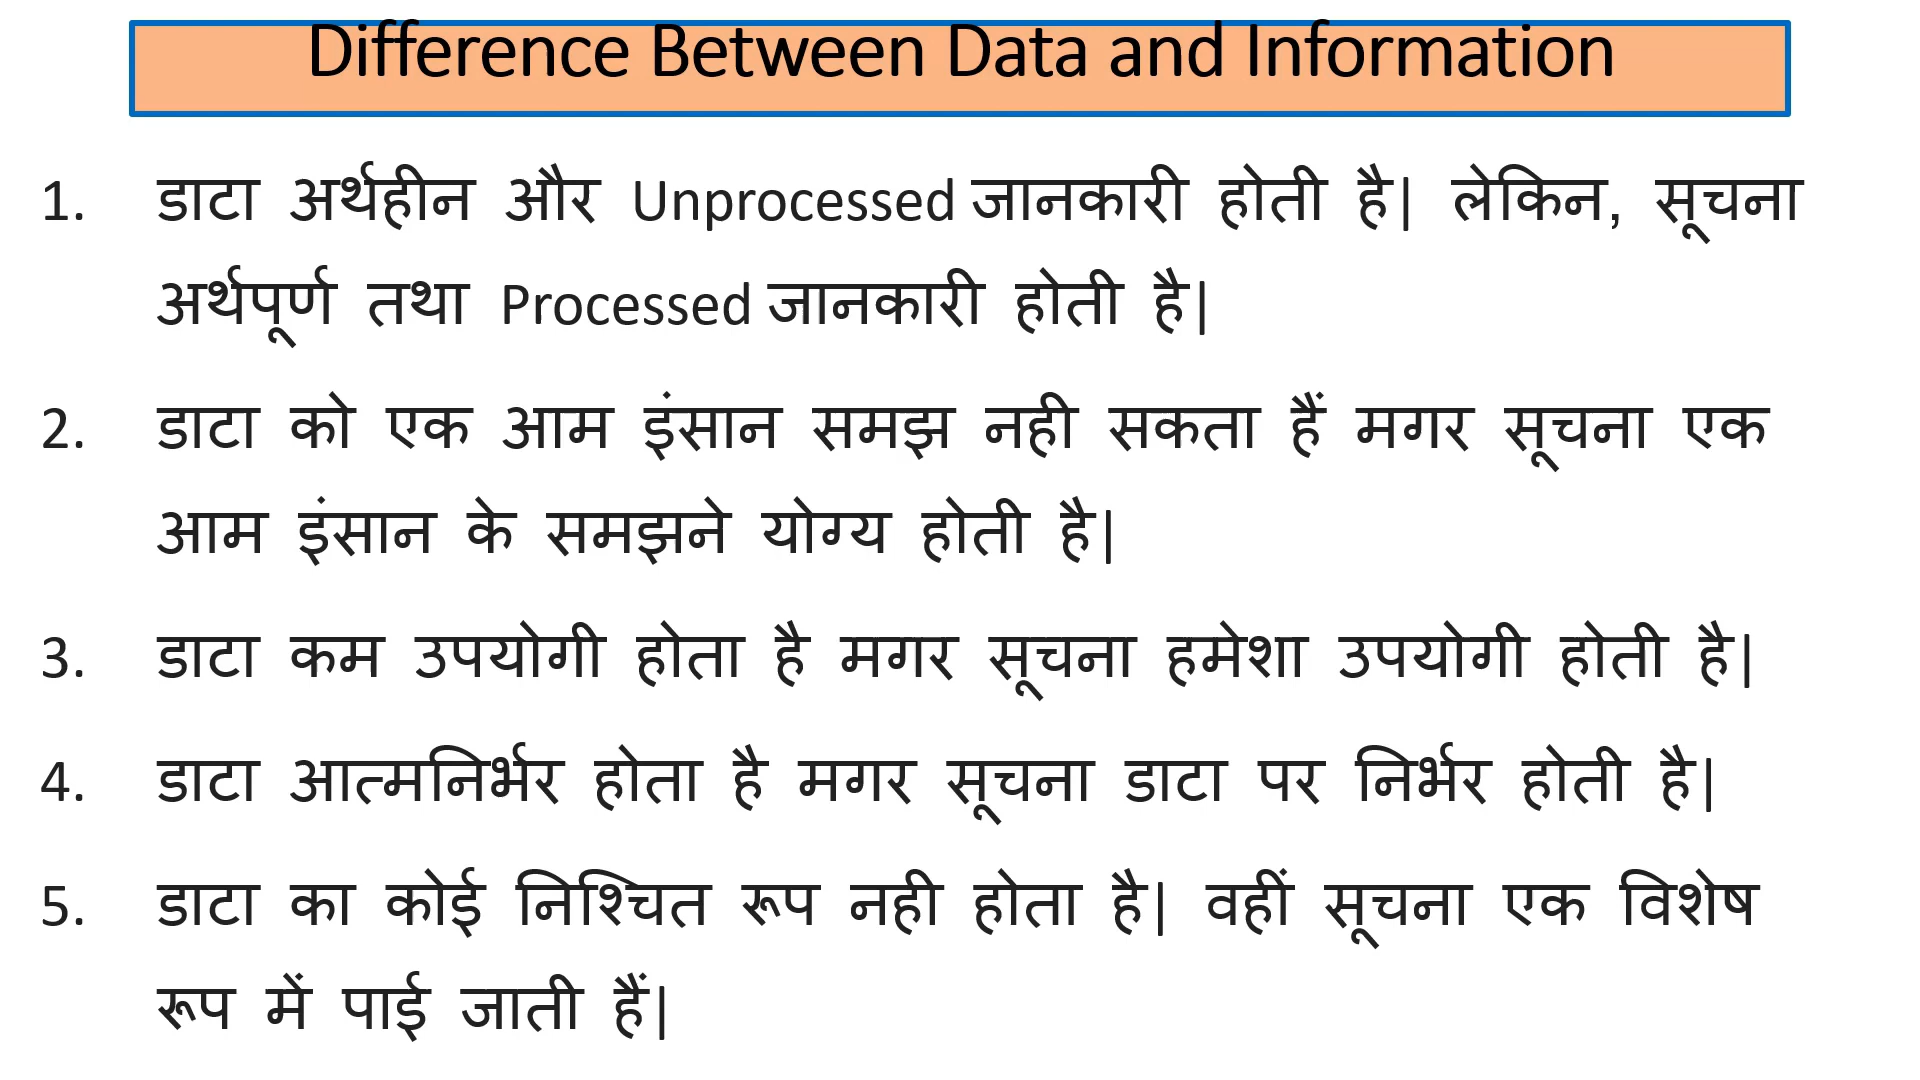 Difference Between Data and Information
1. डाटा अर्थहीन और Unprocessed जानकारी होती है| लेकिन, सूचना
अर्थपूर्ण तथा Processed जानकारी होती है|
2. डाटा को एक आम इंसान समझ नही सकता हैं मगर सूचना एक
आम इंसान के समझने योग्य होती है|
3. डाटा कम उपयोगी होता है मगर सूचना हमेशा उपयोगी होती है|
4. डाटा आत्मनिर्भर होता है मगर सूचना डाटा पर निर्भर होती है|
5. डाटा का कोई निश्चित रूप नही होता है| वहीं सूचना एक विशेष
रूप में पाई जाती हैं|